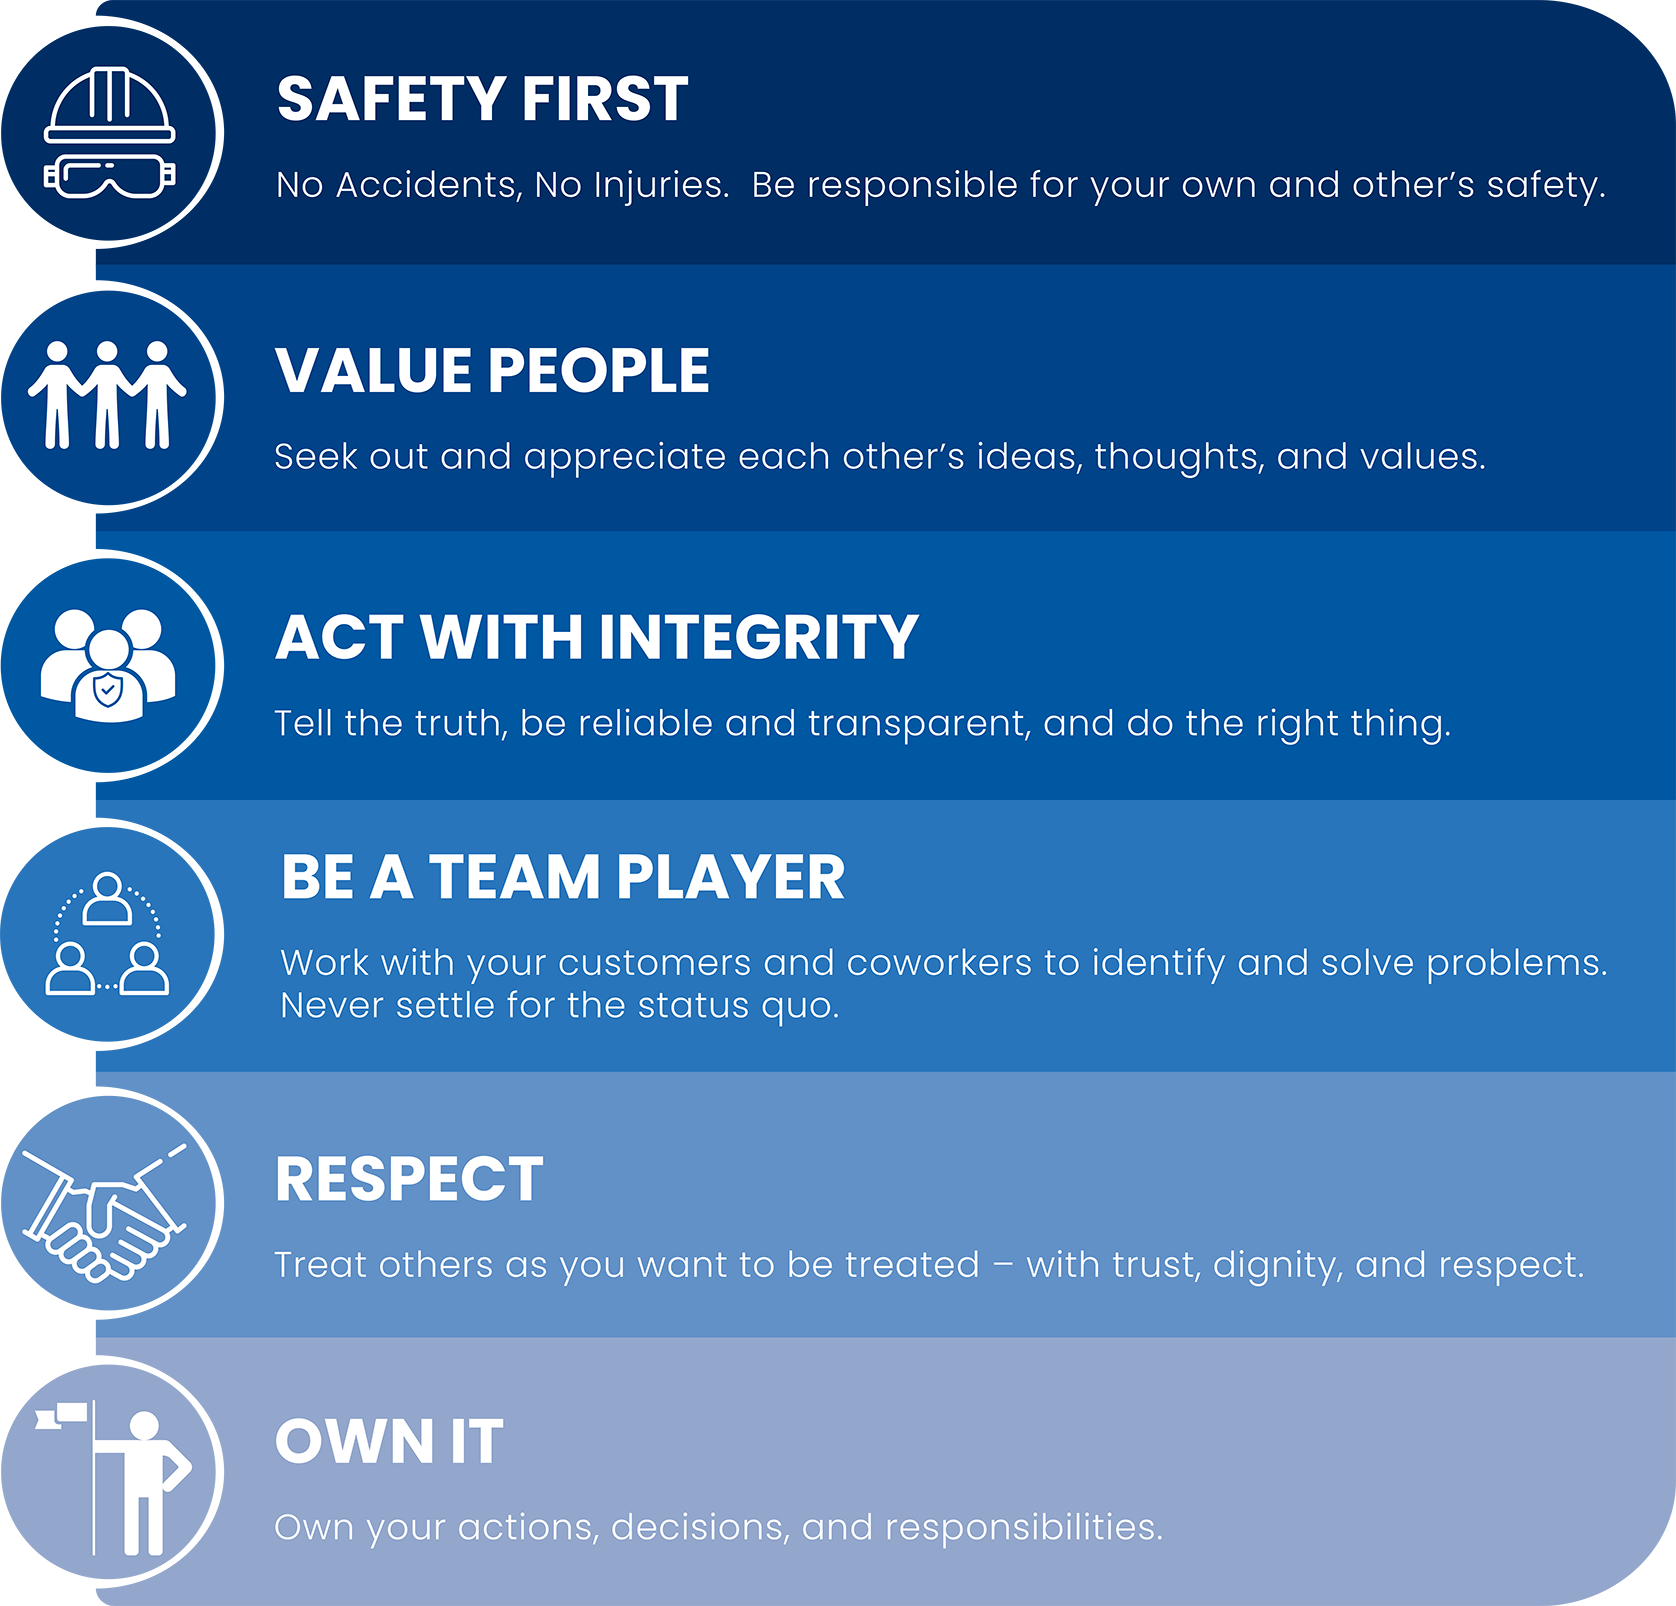 SAFETY FIRST
No Accidents, No Injuries.  Be responsible for your own and other’s safety.
VALUE PEOPLE
Seek out and appreciate each other’s ideas, thoughts, and values.
ACT WITH INTEGRITY
Tell the truth, be reliable and transparent, and do the right thing.
BE A TEAM PLAYER
Work with your customers and coworkers to identify and solve problems.
Never settle for the status quo.
RESPECT
Treat others as you want to be treated – with trust, dignity, and respect.
OWN IT
Own your actions, decisions, and responsibilities.